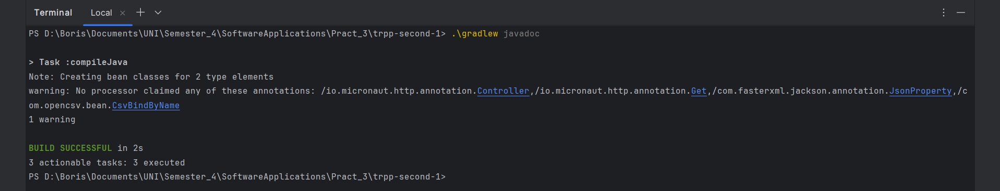 Terminal Local
PS D:\Boris\Documents\UNI\Semester_4\SoftwareApplications\Pract_3\trpp-second-1> .\gradlew javadoc
> Task :compileJava
Note: Creating bean classes for 2 type elements
warning: No processor claimed any of these annotations: /io.micronaut.http.annotation.Controller,/io.micronaut.http.annotation.Get,/com.fasterxml.jackson.annotation.JsonProperty,/c
om.opencsv.bean.CsvBindByName
1 warning
BUILD SUCCESSFUL in 2s
3 actionable tasks: 3 executed
PS D:\Boris\Documents\UNI\Semester_4\SoftwareApplications\Pract_3\trpp-second-1>